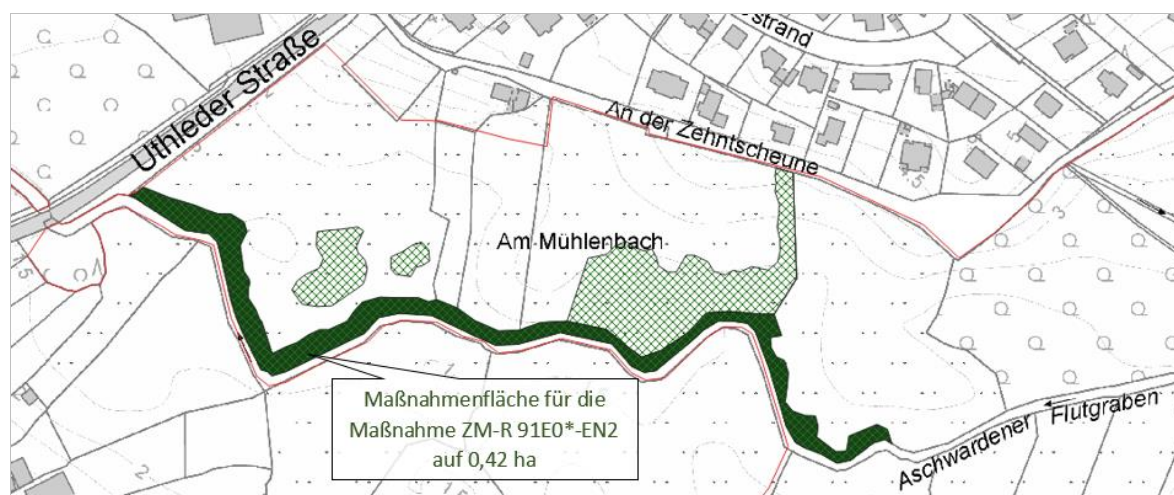 Uthleder Straße
strand
An der Zehntscheune
Am Mühlenbach
Maßnahmenfläche für die
Maßnahme ZM-R 91E0*-EN2
auf 0,42 ha
Aschwardener Flutgraben